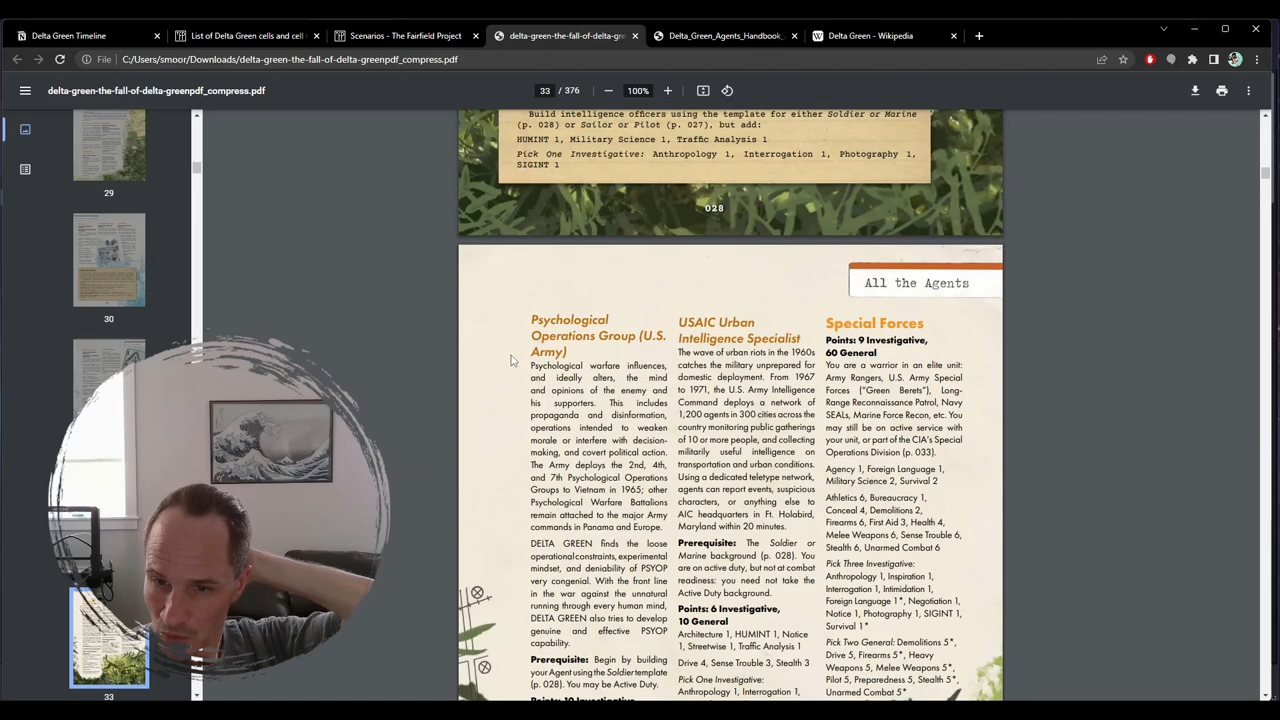 Delta Green Timeline
List of Delta Green cells and cell
Scenarios - The Fairfield Project
delta-green-the-fall-of-delta-gre
Delta_Green_Agents_Handbook_
Delta Green - Wikipedia
File
C:/Users/smoor/Downloads/delta-green-the-fall-of-delta-greenpdf_compress.pdf
delta-green-the-fall-of-delta-greenpdf_compress.pdf
33 / 376
100%
29
30
33
Build intelligence officers using the template for either Soldier or Marine
(p. 028) or Sailor or Pilot (p. 027), but add:
HUMINT 1, Military Science 1, Traffic Analysis 1
Pick One Investigative: Anthropology 1, Interrogation 1, Photography 1,
SIGINT 1
028
All the Agents
Psychological
Operations Group (U.S.
Army)
Psychological warfare influences,
and ideally alters, the mind
and opinions of the enemy and
his supporters. This includes
propaganda and disinformation,
operations intended to weaken
morale or interfere with decision-
making, and covert political action.
The Army deploys the 2nd, 4th,
and 7th Psychological Operations
Groups to Vietnam in 1965; other
Psychological Warfare Battalions
remain attached to the major Army
commands in Panama and Europe.
DELTA GREEN finds the loose
operational constraints, experimental
mindset, and deniability of PSYOP
very congenial. With the front line
in the war against the unnatural
running through every human mind,
DELTA GREEN also tries to develop
genuine and effective PSYOP
capability.
Prerequisite: Begin by building
your Agent using the Soldier template
(p. 028). You may be Active Duty.
Points: 10 Investigative
USAIC Urban
Intelligence Specialist
The wave of urban riots in the 1960s
catches the military unprepared for
domestic deployment. From 1967
to 1971, the U.S. Army Intelligence
Command deploys a network of
1,200 agents in 300 cities across the
country monitoring public gatherings
of 10 or more people, and collecting
militarily useful intelligence on
transportation and urban conditions.
Using a dedicated teletype network,
agents can report events, suspicious
characters, or anything else to
AIC headquarters in Ft. Holabird,
Maryland within 20 minutes.
Prerequisite: The Soldier or
Marine background (p. 028). You
are on active duty, but not at combat
readiness: you need not take the
Active Duty background.
Points: 6 Investigative,
10 General
Architecture 1, HUMINT 1, Notice
1, Streetwise 1, Traffic Analysis 1
Drive 4, Sense Trouble 3, Stealth 3
Pick One Investigative:
Anthropology 1, Interrogation 1,
Special Forces
Points: 9 Investigative,
60 General
You are a warrior in an elite unit:
Army Rangers, U.S. Army Special
Forces (“Green Berets”), Long-
Range Reconnaissance Patrol, Navy
SEALs, Marine Force Recon, etc. You
may still be on active service with
your unit, or part of the CIA’s Special
Operations Division (p. 033).
Agency 1, Foreign Language 1,
Military Science 2, Survival 2
Athletics 6, Bureaucracy 1,
Conceal 4, Demolitions 2,
Firearms 6, First Aid 3, Health 4,
Melee Weapons 6, Sense Trouble 6,
Stealth 6, Unarmed Combat 6
Pick Three Investigative:
Anthropology 1, Inspiration 1,
Interrogation 1, Intimidation 1,
Foreign Language 1*, Negotiation 1,
Notice 1, Photography 1, SIGINT 1,
Survival 1*
Pick Two General: Demolitions 5*,
Drive 5, Firearms 5*, Heavy
Weapons 5, Melee Weapons 5*,
Pilot 5, Preparedness 5, Stealth 5*,
Unarmed Combat 5*